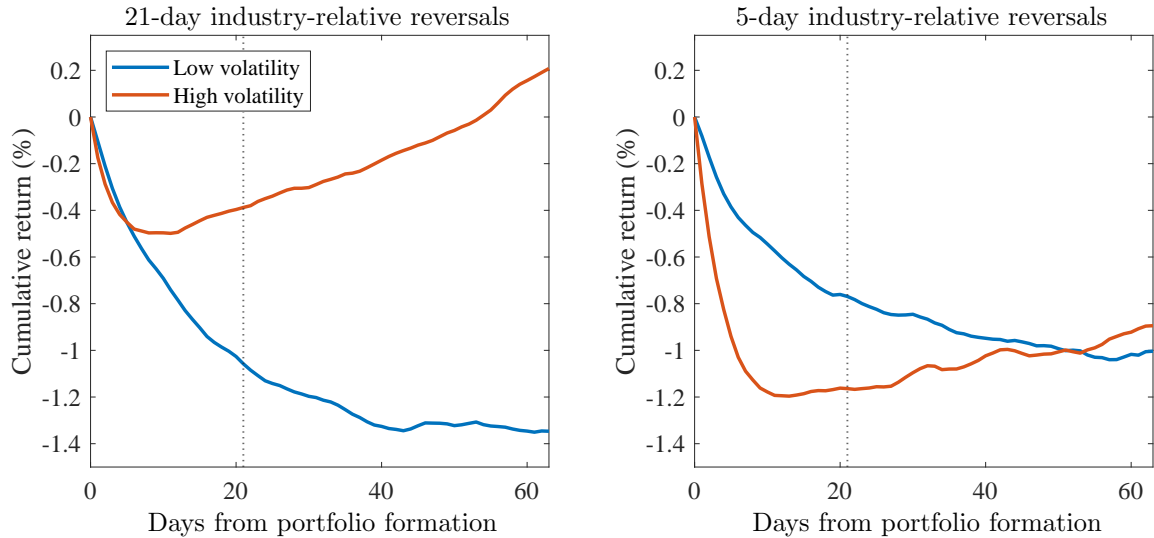 21-day industry-relative reversals
Low volatility
High volatility
0.2
0
-0.2
-0.4
-0.6
-0.8
-1
-1.2
-1.4
Cumulative return (%)
0 20 40 60
Days from portfolio formation
5-day industry-relative reversals
0.2
0
-0.2
-0.4
-0.6
-0.8
-1
-1.2
-1.4
Cumulative return (%)
0 20 40 60
Days from portfolio formation